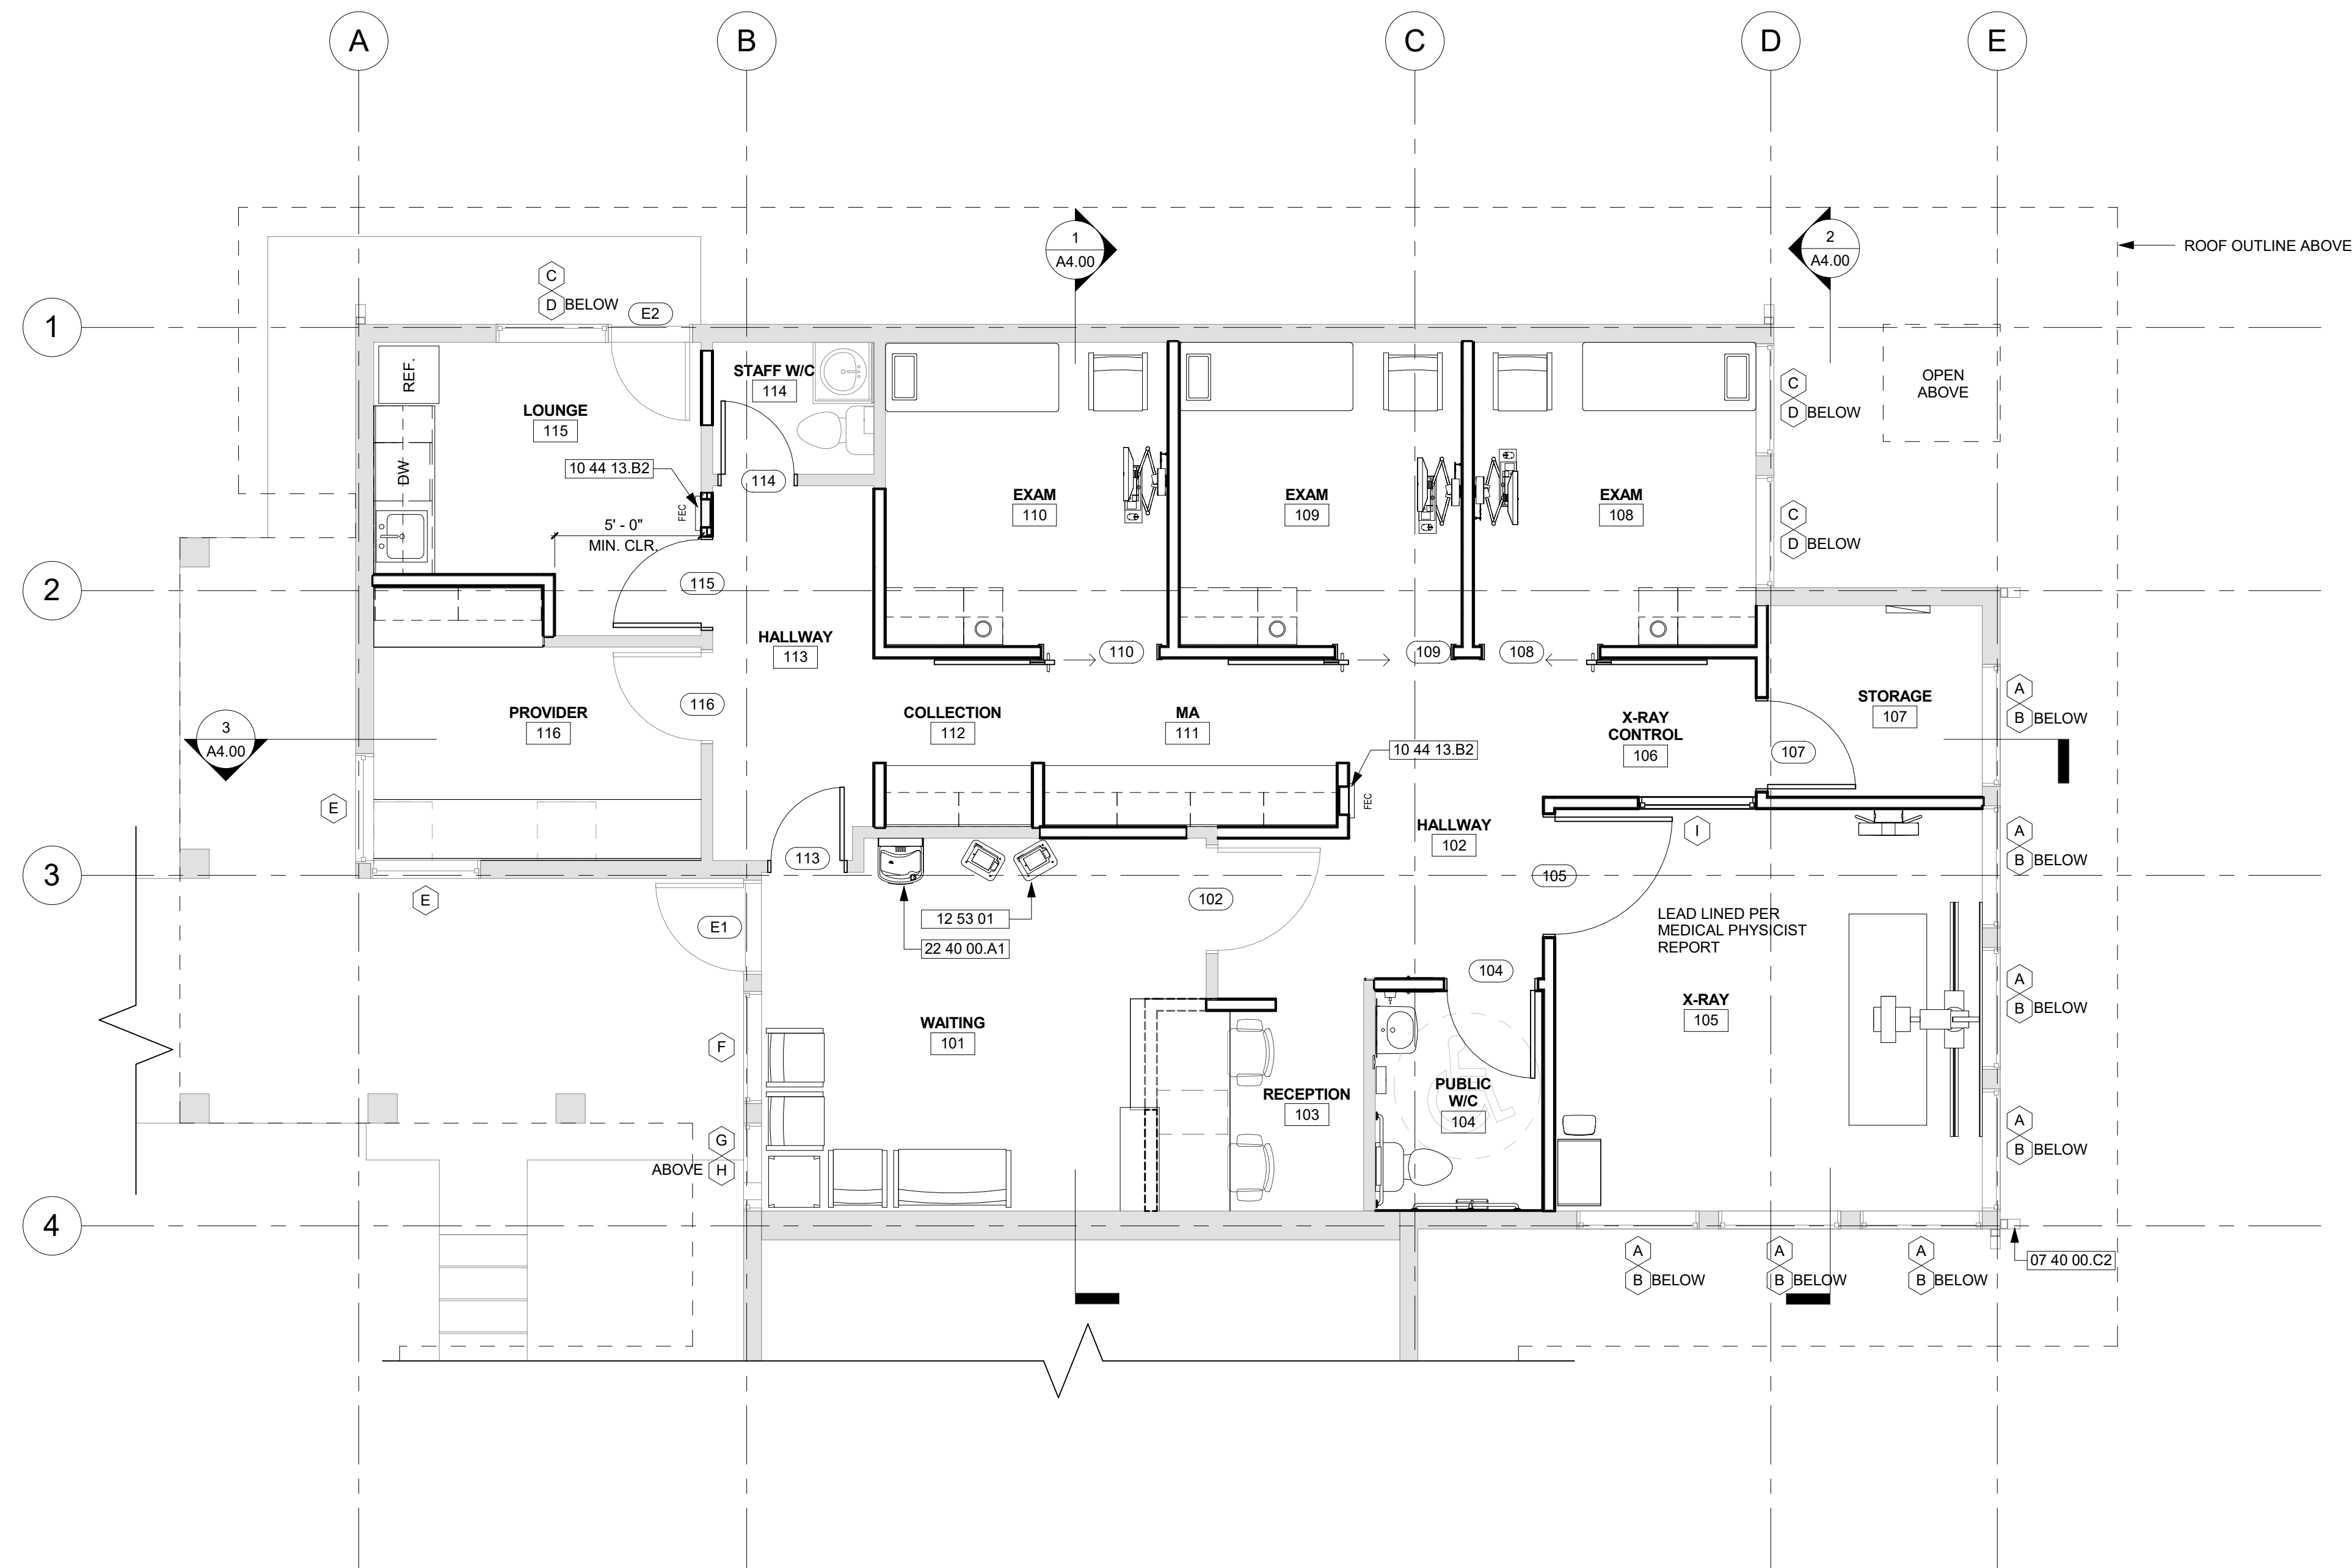 A
B
C
D
E
1
A4.00
2
A4.00
ROOF OUTLINE ABOVE
C
D BELOW
E2
1
REF.
STAFF W/C
114
OPEN
ABOVE
C
D BELOW
LOUNGE
115
DW
10 44 13.B2
114
FEC
5' - 0"
MIN. CLR.
EXAM
110
EXAM
109
EXAM
108
C
D BELOW
2
115
HALLWAY
113
110
109
108
PROVIDER
116
116
COLLECTION
112
MA
111
X-RAY
CONTROL
106
STORAGE
107
A
B BELOW
3
A4.00
10 44 13.B2
107
E
FEC
HALLWAY
102
I
A
B BELOW
113
3
105
E
102
E1
12 53 01
22 40 00.A1
LEAD LINED PER
MEDICAL PHYSICIST
REPORT
104
A
B BELOW
WAITING
101
X-RAY
105
F
RECEPTION
103
PUBLIC
W/C
104
G
ABOVE H
A
B BELOW
4
A
B BELOW
A
B BELOW
A
B BELOW
07 40 00.C2